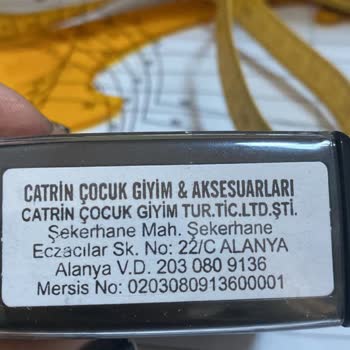 CATRİN ÇOCUK GİYİM & AKSESUARLARI
CATRİN ÇOCUK GİYİM TUR.TİC.LTD.ŞTİ.
Şekerhane Mah. Şekerhane
Eczacılar Sk. No: 22/C ALANYA
Alanya V.D. 203 080 9136
Mersis No: 0203080913600001